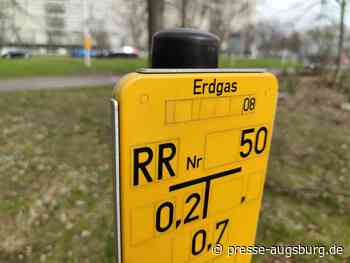 Erdgas
08
RR Nr 50
0,2
0,7
presse-augsburg.de